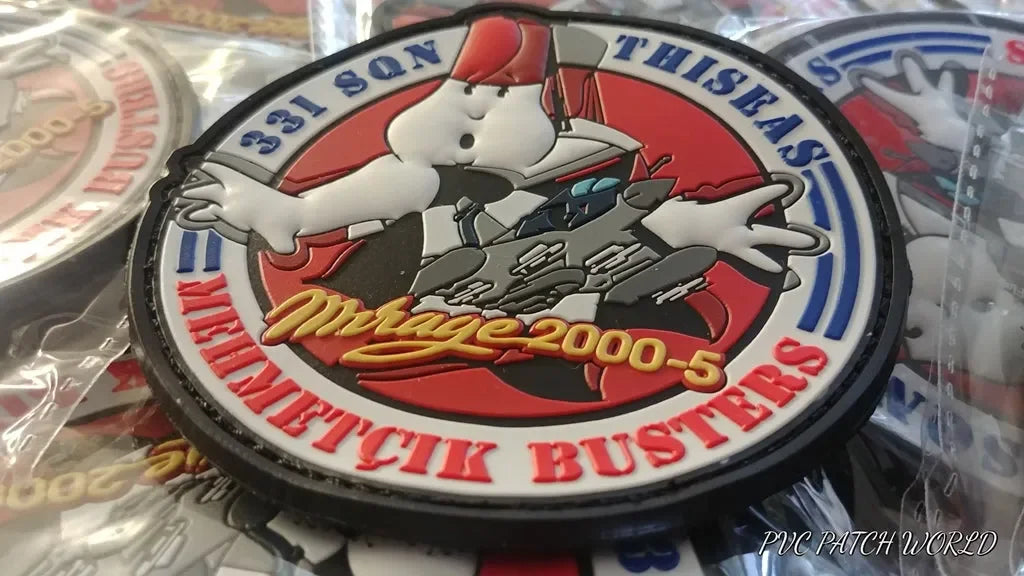 331 SQN THISEAS
Mirage 2000-5
MEHMETÇIK BUSTERS
PVC PATCH WORLD